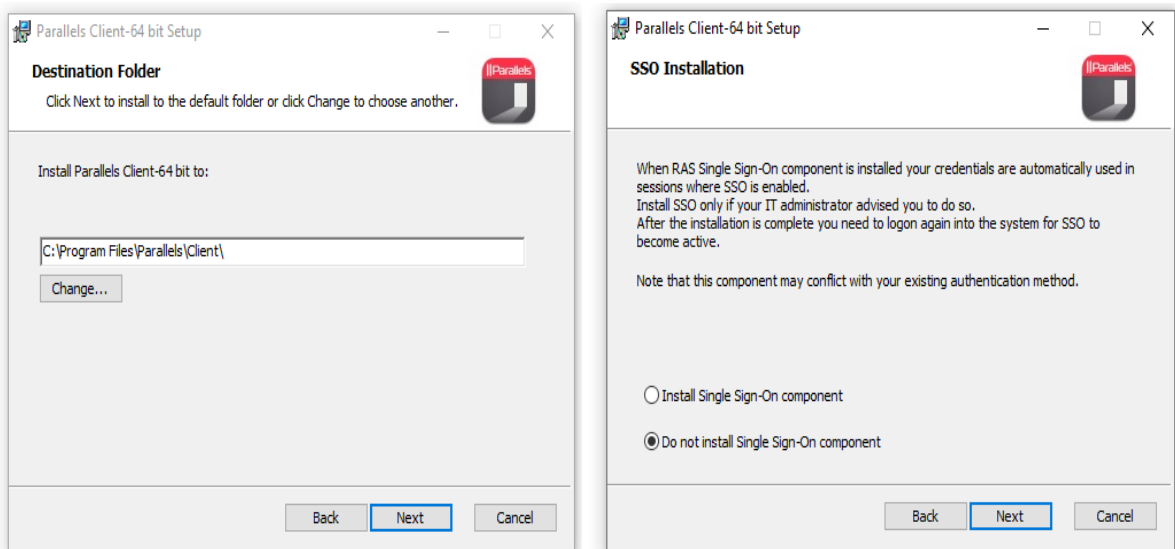 Parallels Client-64 bit Setup
Destination Folder
Click Next to install to the default folder or click Change to choose another.
||Parallels
Install Parallels Client-64 bit to:
C:\Program Files\Parallels\Client\
Change...
Back
Next
Cancel
Parallels Client-64 bit Setup
SSO Installation
||Parallels
When RAS Single Sign-On component is installed your credentials are automatically used in
sessions where SSO is enabled.
Install SSO only if your IT administrator advised you to do so.
After the installation is complete you need to logon again into the system for SSO to
become active.
Note that this component may conflict with your existing authentication method.
Install Single Sign-On component
Do not install Single Sign-On component
Back
Next
Cancel